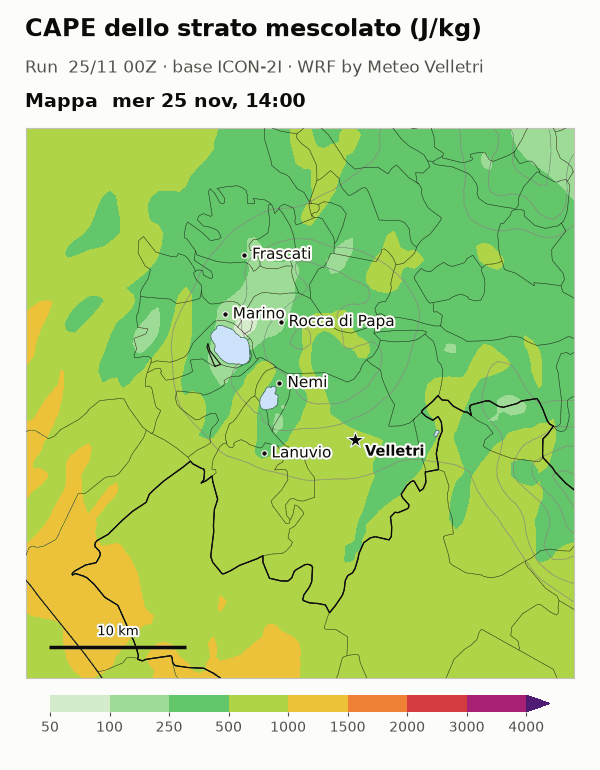 CAPE dello strato mescolato (J/kg)
Run  25/11 00Z · base ICON-2I · WRF by Meteo Velletri
Mappa  mer 25 nov, 14:00
Frascati
Marino
Rocca di Papa
Nemi
Velletri
Lanuvio
10 km
50 100 250 500 1000 1500 2000 3000 4000